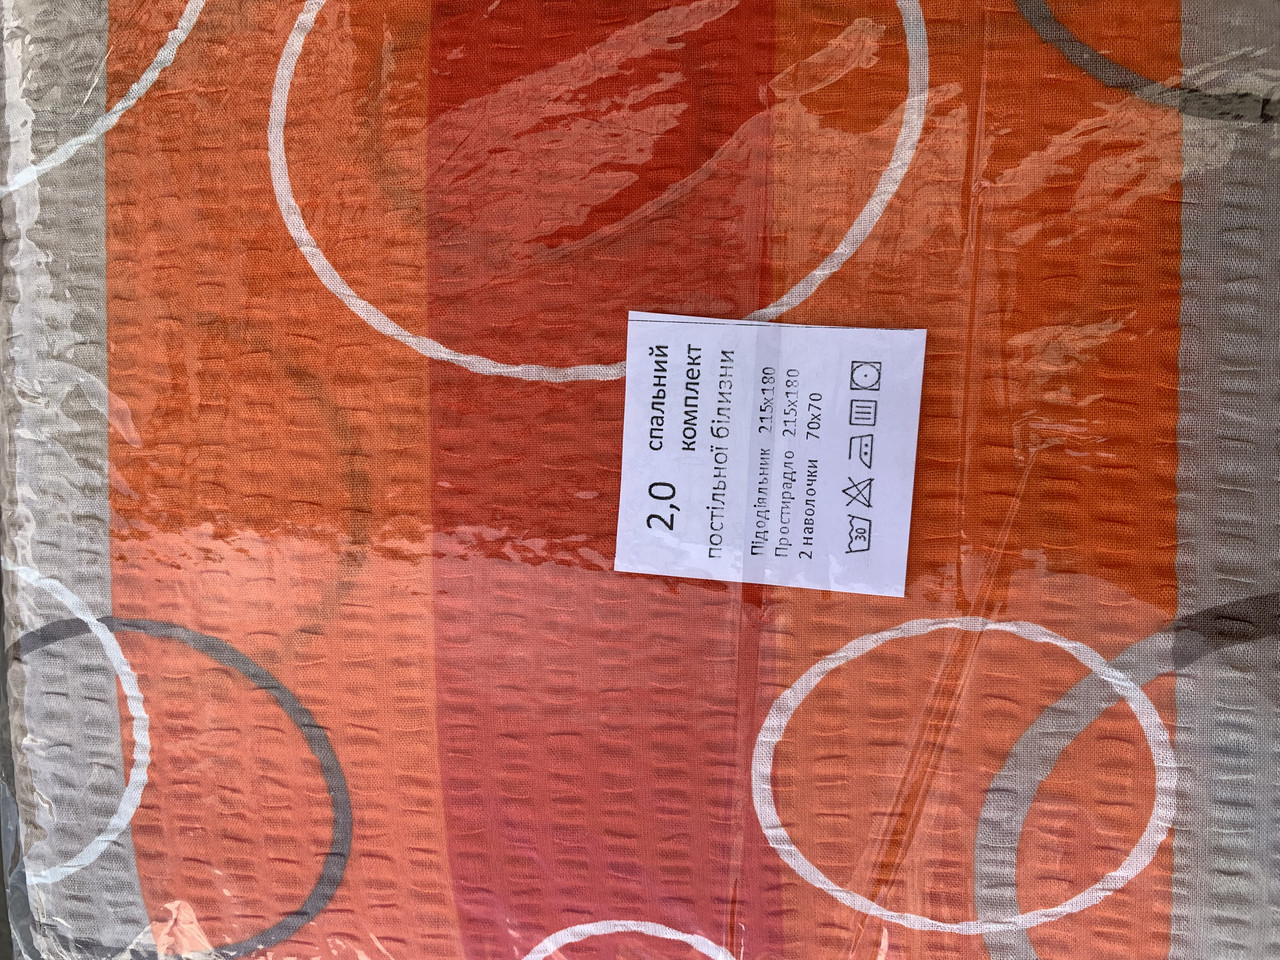 2,0 спальний
комплект
постільної білизни
Підодіяльник 215х180
Простирадло 215х180
2 наволочки 70х70
30